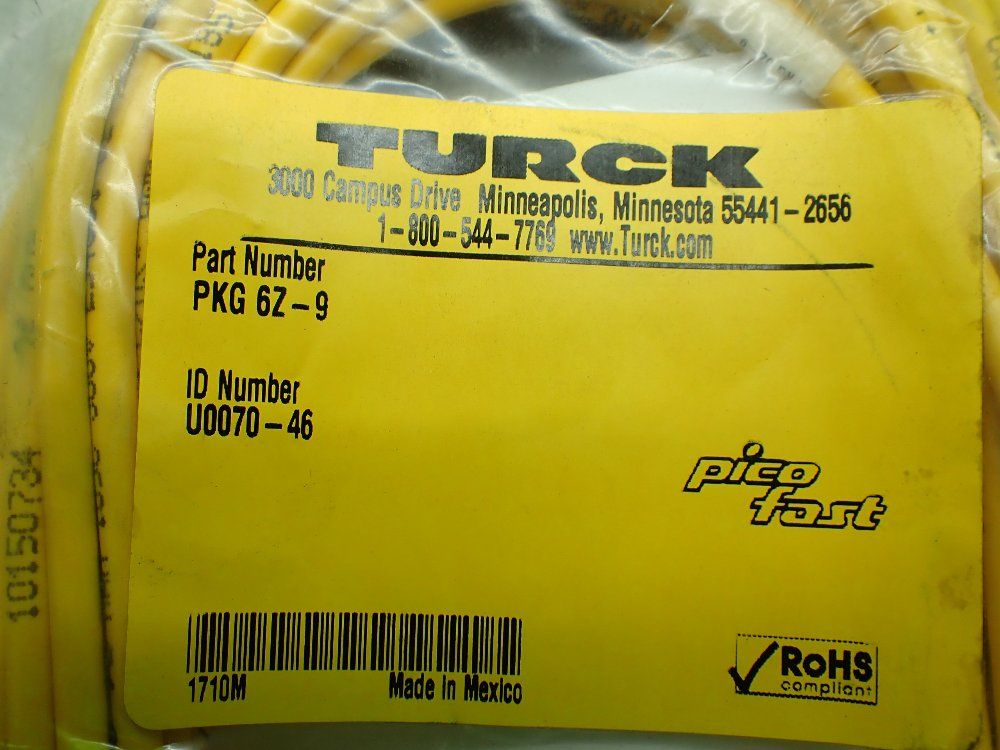 TURCK
3000 Campus Drive Minneapolis, Minnesota 55441-2656
1-800-544-7769 www.Turck.com
Part Number
PKG 6Z-9
ID Number
U0070-46
pico
fast
1710M
Made in Mexico
RoHS
compliant
10150734